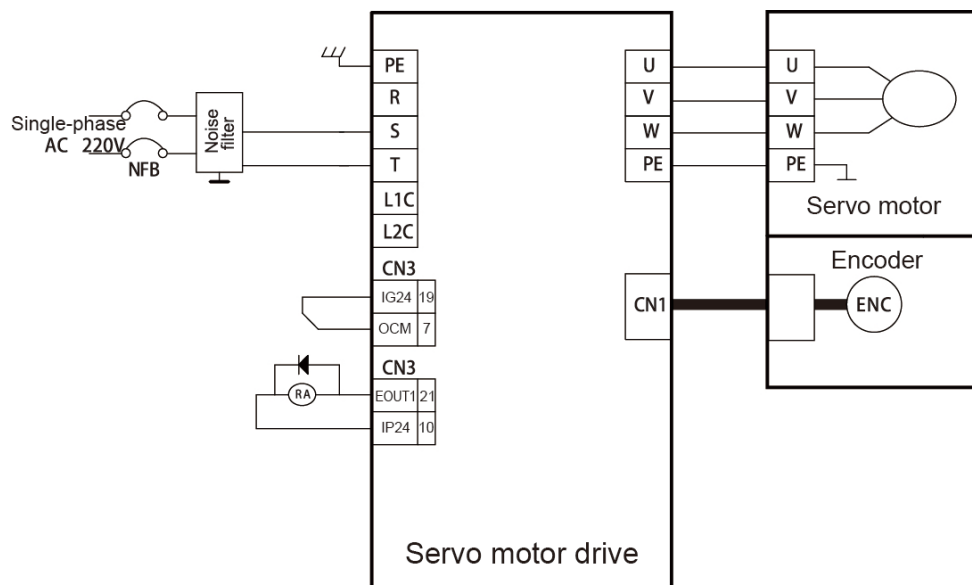 PE
R
S
T
L1C
L2C
Single-phase
AC 220V
NFB
Noise
filter
CN3
IG24 19
OCM 7
CN3
RA
EOUT1 21
IP24 10
U
V
W
PE
CN1
Servo motor drive
U
V
W
PE
Servo motor
Encoder
ENC